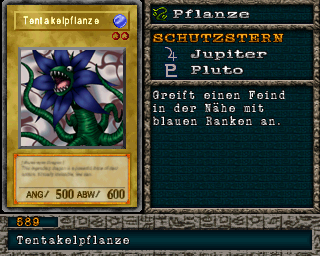 Tentakelpflanze
ANG/ 500 ABW/ 600
Pflanze
SCHUTZSTERN
Jupiter
Pluto
Greift einen Feind
in der Nähe mit
blauen Ranken an.
589
Tentakelpflanze